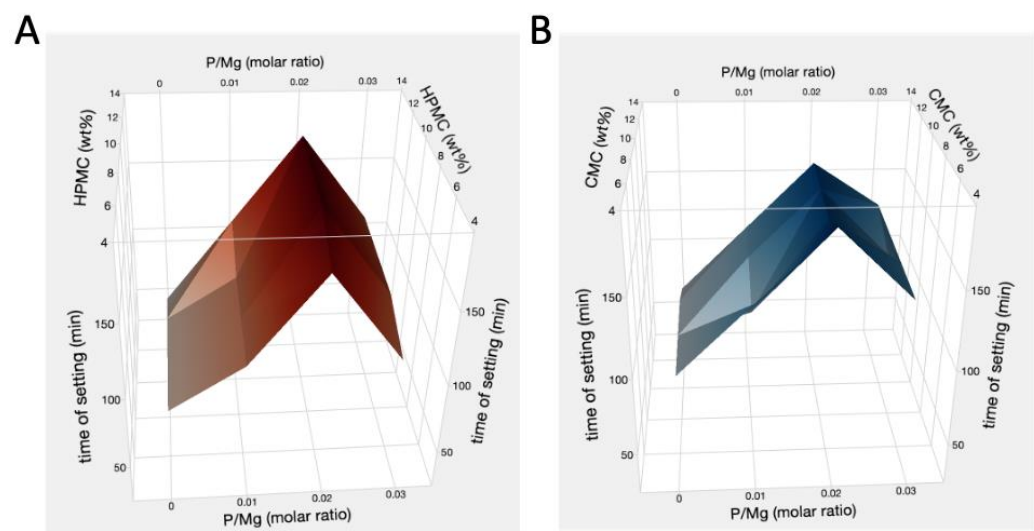 A
P/Mg (molar ratio)
0 0.01 0.02 0.03
14
12
10
8
6
4
HPMC (wt%)
14
12
10
8
6
4
HPMC (wt%)
150
100
50
time of setting (min)
150
100
50
time of setting (min)
0 0.01 0.02 0.03
P/Mg (molar ratio)
B
P/Mg (molar ratio)
0 0.01 0.02 0.03
14
12
10
8
6
4
CMC (wt%)
14
12
10
8
6
4
CMC (wt%)
150
100
50
time of setting (min)
150
100
50
time of setting (min)
0 0.01 0.02 0.03
P/Mg (molar ratio)